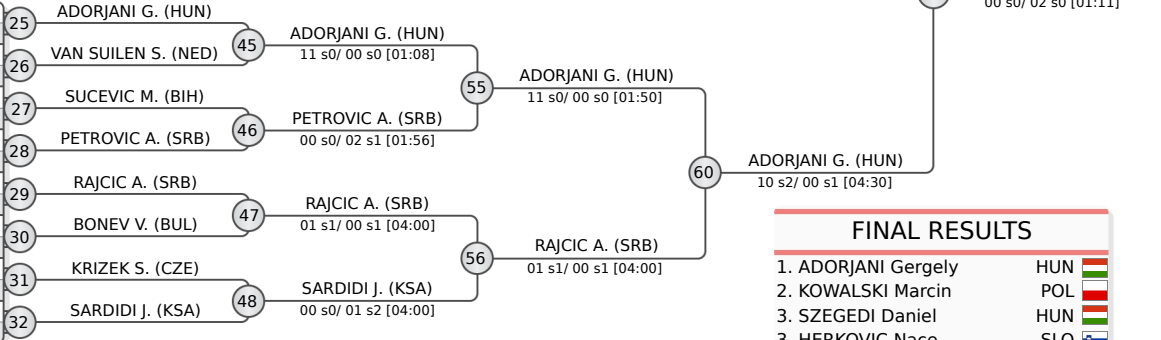 00 s0/ 02 s0 [01:11]
25 ADORJANI G. (HUN)
26 VAN SUILEN S. (NED)
27 SUCEVIC M. (BIH)
28 PETROVIC A. (SRB)
29 RAJCIC A. (SRB)
30 BONEV V. (BUL)
31 KRIZEK S. (CZE)
32 SARDIDI J. (KSA)
45 ADORJANI G. (HUN)
11 s0/ 00 s0 [01:08]
46 PETROVIC A. (SRB)
00 s0/ 02 s1 [01:56]
47 RAJCIC A. (SRB)
01 s1/ 00 s1 [04:00]
48 SARDIDI J. (KSA)
00 s0/ 01 s2 [04:00]
55 ADORJANI G. (HUN)
11 s0/ 00 s0 [01:50]
56 RAJCIC A. (SRB)
01 s1/ 00 s1 [04:00]
60 ADORJANI G. (HUN)
10 s2/ 00 s1 [04:30]
FINAL RESULTS
1. ADORJANI Gergely HUN
2. KOWALSKI Marcin POL
3. SZEGEDI Daniel HUN
3. HERKOVIC Nace SLO